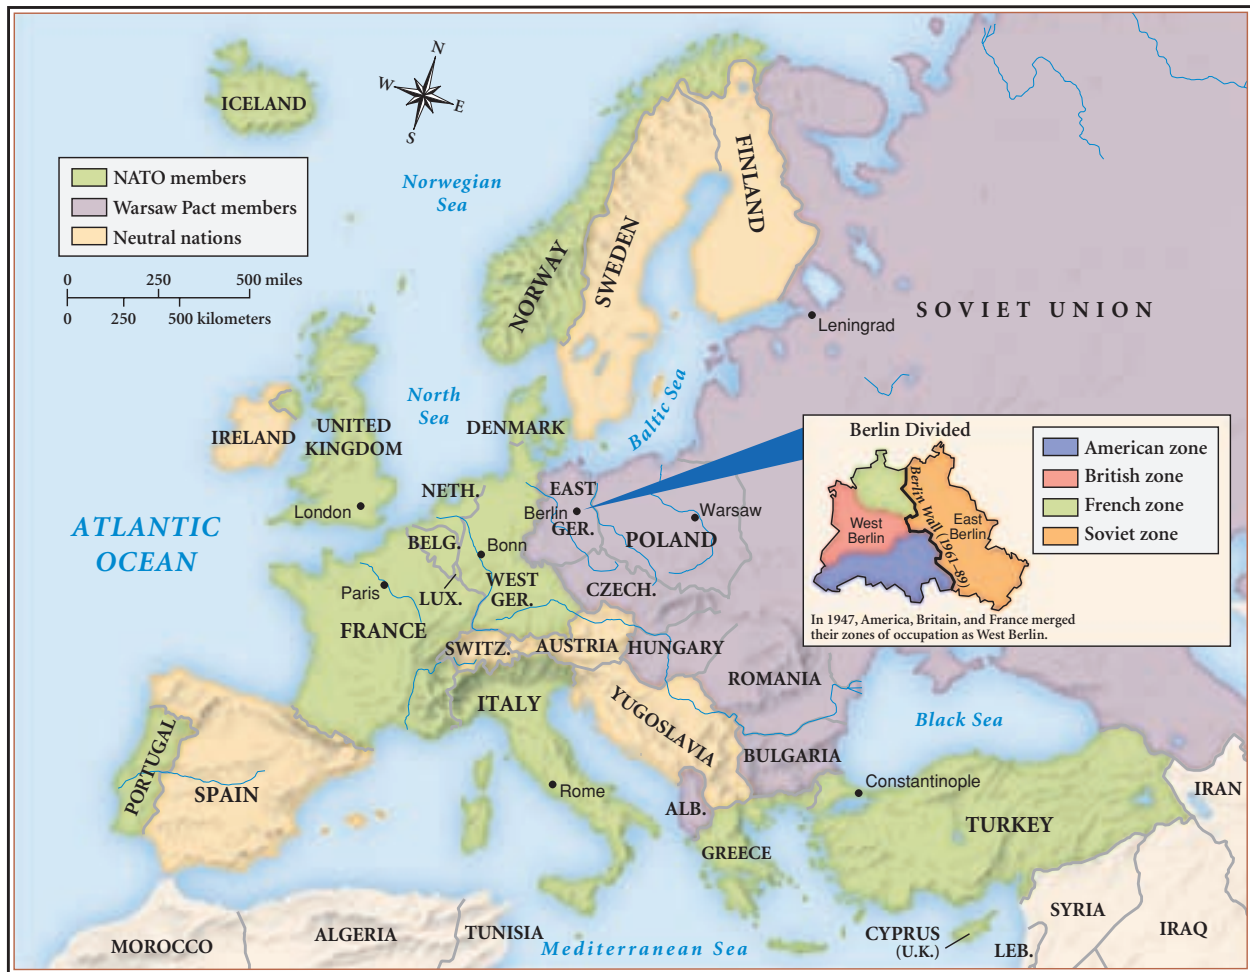 N
W
E
S
ICELAND
NATO members
Warsaw Pact members
Neutral nations
0 250 500 miles
0 250 500 kilometers
Norwegian
Sea
NORWAY
SWEDEN
FINLAND
SOVIET UNION
Leningrad
North
Sea
Baltic Sea
IRELAND
UNITED
KINGDOM
London
DENMARK
NETH.
BELG.
LUX.
Bonn
WEST
GER.
EAST
GER.
Berlin
Warsaw
POLAND
CZECH.
ATLANTIC
OCEAN
Paris
FRANCE
SWITZ.
AUSTRIA
HUNGARY
ROMANIA
ITALY
YUGOSLAVIA
BULGARIA
Black Sea
PORTUGAL
SPAIN
Rome
ALB.
GREECE
Constantinople
TURKEY
IRAN
SYRIA
IRAQ
LEB.
CYPRUS
(U.K.)
MOROCCO
ALGERIA
TUNISIA
Mediterranean Sea
Berlin Divided
West
Berlin
East
Berlin
Berlin Wall (1961–89)
American zone
British zone
French zone
Soviet zone
In 1947, America, Britain, and France merged
their zones of occupation as West Berlin.